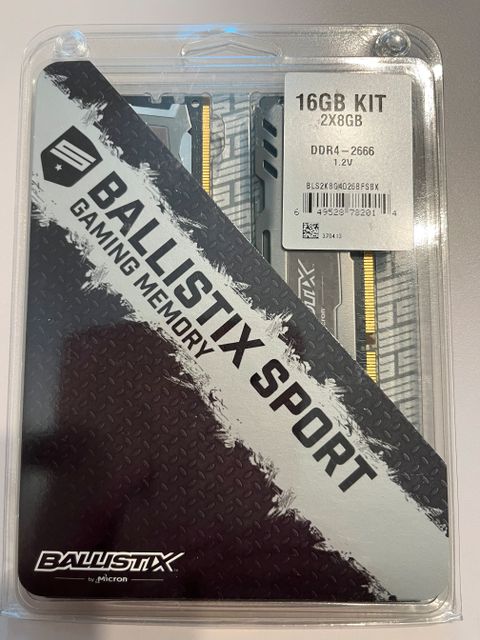 16GB KIT
2X8GB
DDR4-2666
1.2V
BLS2K8G4D26BFSBK
6 49528 78201 4
370413
BALLISTIX SPORT
GAMING MEMORY
BALLISTIX
by Micron